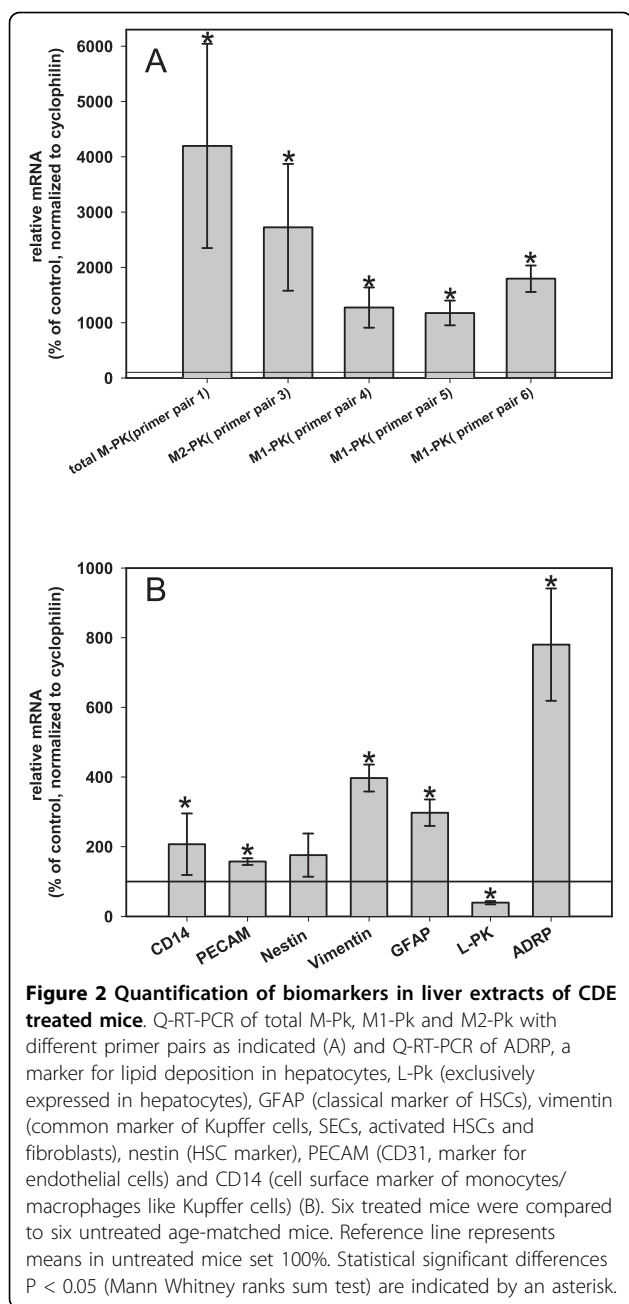 A
*
*
*
*
*
6000
4000
3000
2000
1000
0
relative mRNA
(% of control, normalized to cyclophilin)
total M-PK(primer pair 1)
M2-PK( primer pair 3)
M1-PK( primer pair 4)
M1-PK( primer pair 5)
M1-PK( primer pair 6)
B
*
*
*
*
*
*
1000
800
600
400
200
0
relative mRNA
(% of control, normalized to cyclophilin)
CD14
PECAM
Nestin
Vimentin
GFAP
L-PK
ADRP
Figure 2 Quantification of biomarkers in liver extracts of CDE
treated mice. Q-RT-PCR of total M-Pk, M1-Pk and M2-Pk with
different primer pairs as indicated (A) and Q-RT-PCR of ADRP, a
marker for lipid deposition in hepatocytes, L-Pk (exclusively
expressed in hepatocytes), GFAP (classical marker of HSCs), vimentin
(common marker of Kupffer cells, SECs, activated HSCs and
fibroblasts), nestin (HSC marker), PECAM (CD31, marker for
endothelial cells) and CD14 (cell surface marker of monocytes/
macrophages like Kupffer cells) (B). Six treated mice were compared
to six untreated age-matched mice. Reference line represents
means in untreated mice set 100%. Statistical significant differences
P < 0.05 (Mann Whitney ranks sum test) are indicated by an asterisk.